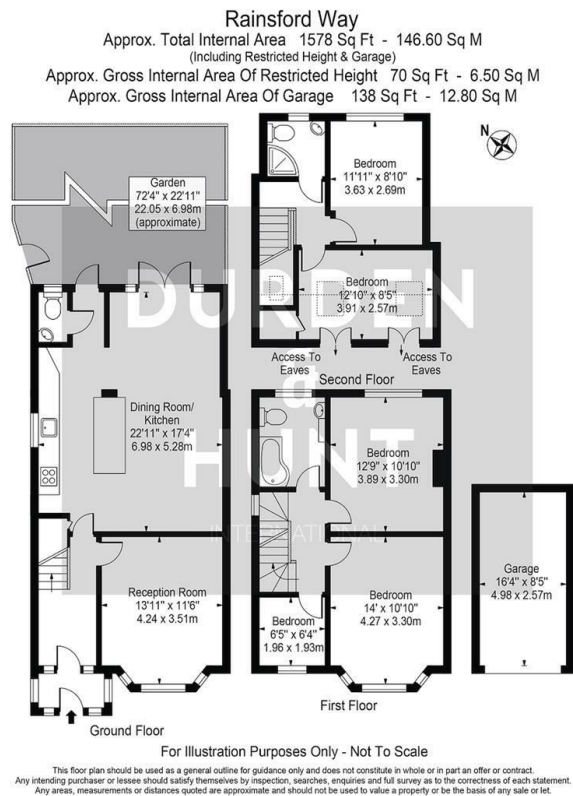 Rainsford Way
Approx. Total Internal Area 1578 Sq Ft - 146.60 Sq M
(Including Restricted Height & Garage)
Approx. Gross Internal Area Of Restricted Height 70 Sq Ft - 6.50 Sq M
Approx. Gross Internal Area Of Garage 138 Sq Ft - 12.80 Sq M
N
Garden
72'4" x 22'11"
22.05 x 6.98m
(approximate)
Bedroom
11'11" x 8'10"
3.63 x 2.69m
Bedroom
12'10" x 8'5"
3.91 x 2.57m
Access To
Eaves
Access To
Eaves
Second Floor
DURDEN
&
HUNT
INTERNATIONAL
Dining Room/
Kitchen
22'11" x 17'4"
6.98 x 5.28m
Reception Room
13'11" x 11'6"
4.24 x 3.51m
Ground Floor
Bedroom
12'9" x 10'10"
3.89 x 3.30m
Bedroom
14' x 10'10"
4.27 x 3.30m
Bedroom
6'5" x 6'4"
1.96 x 1.93m
First Floor
Garage
16'4" x 8'5"
4.98 x 2.57m
For Illustration Purposes Only - Not To Scale
This floor plan should be used as a general outline for guidance only and does not constitute in whole or in part an offer or contract.
Any intending purchaser or lessee should satisfy themselves by inspection, searches, enquiries and full survey as to the correctness of each statement.
Any areas, measurements or distances quoted are approximate and should not be used to value a property or be the basis of any sale or let.